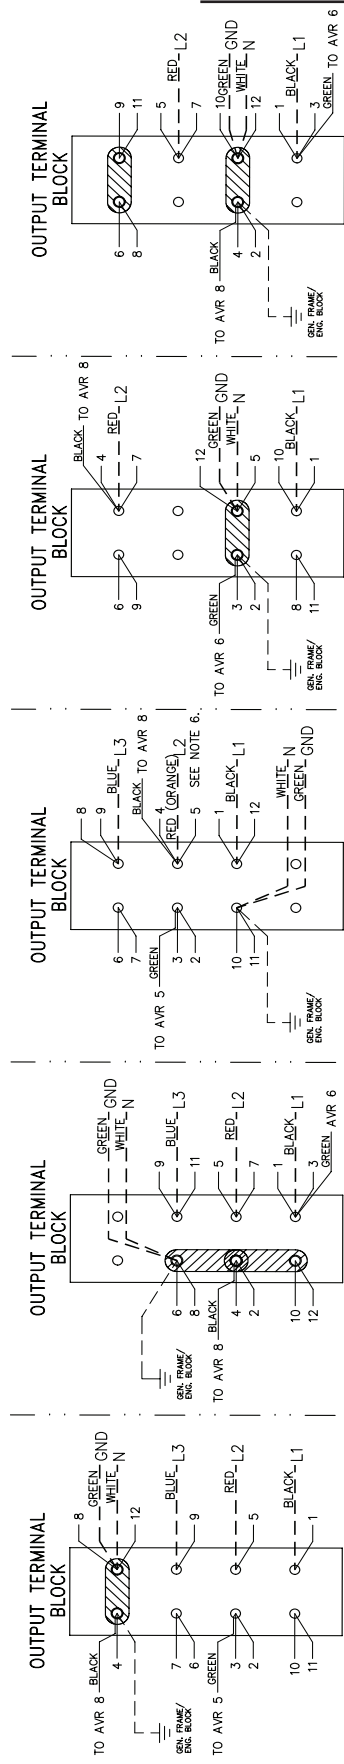 OUTPUT TERMINAL
BLOCK
9
11
6
8
5
RED L2
7
GREEN GND
10
WHITE N
12
BLACK
TO AVR 8
4
2
GEN. FRAME/
ENG. BLOCK
BLACK L1
1
3
GREEN TO AVR 6
OUTPUT TERMINAL
BLOCK
BLACK TO AVR 8
4
RED L2
7
6
9
12
GREEN GND
WHITE N
5
GREEN
TO AVR 6
3
2
GEN. FRAME/
ENG. BLOCK
10
BLACK L1
1
8
11
OUTPUT TERMINAL
BLOCK
8
9
BLUE L3
6
7
BLACK TO AVR 8
4
RED (ORANGE) L2
5
SEE NOTE 6.
TO AVR 5 GREEN
3
2
1
BLACK L1
12
10
11
WHITE N
GREEN GND
GEN. FRAME/
ENG. BLOCK
OUTPUT TERMINAL
BLOCK
GREEN GND
WHITE N
9
BLUE L3
11
6
8
GEN. FRAME/
ENG. BLOCK
5
RED L2
7
BLACK
TO AVR 8
4
2
1
BLACK L1
3
GREEN AVR 6
10
12
OUTPUT TERMINAL
BLOCK
8
GREEN GND
WHITE N
12
TO AVR 8 BLACK
4
GEN. FRAME/
ENG. BLOCK
BLUE L3
9
7
6
RED L2
5
TO AVR 5 GREEN
3
2
BLACK L1
1
10
11